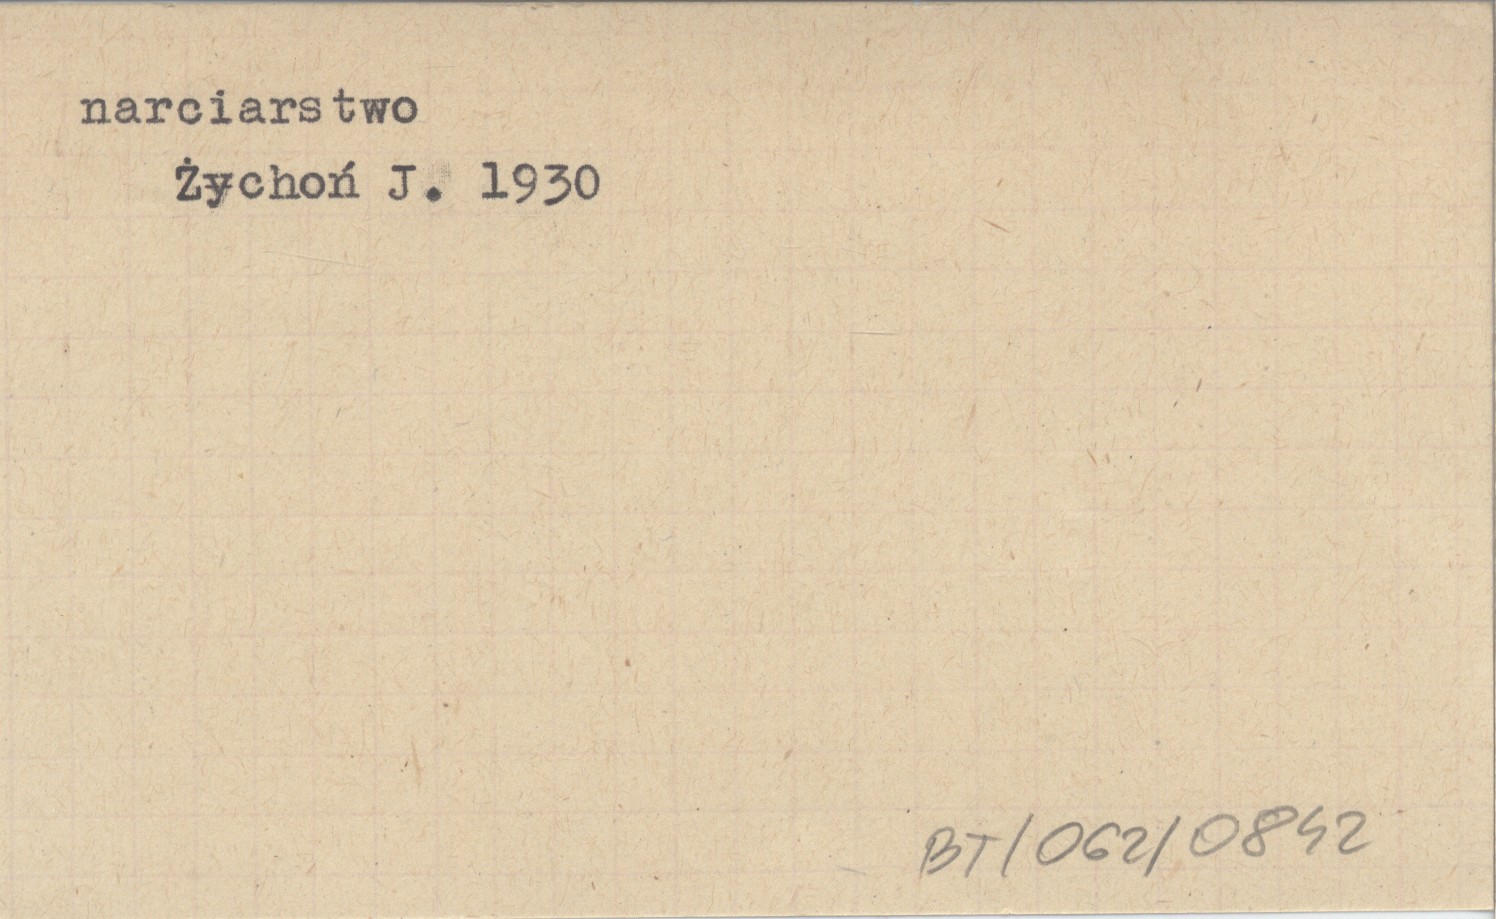 narciarstwo
Żychoń J. 1930
BT/062/0842